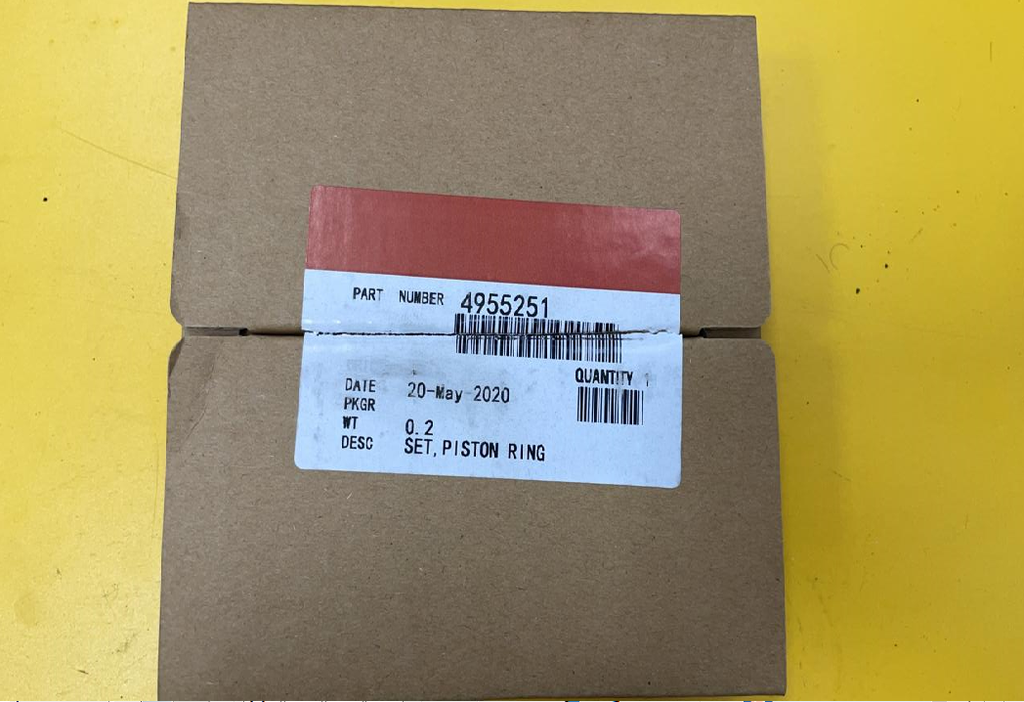 PART NUMBER 4955251
QUANTITY 1
DATE 20-May-2020
PKGR
WT 0.2
DESC SET, PISTON RING